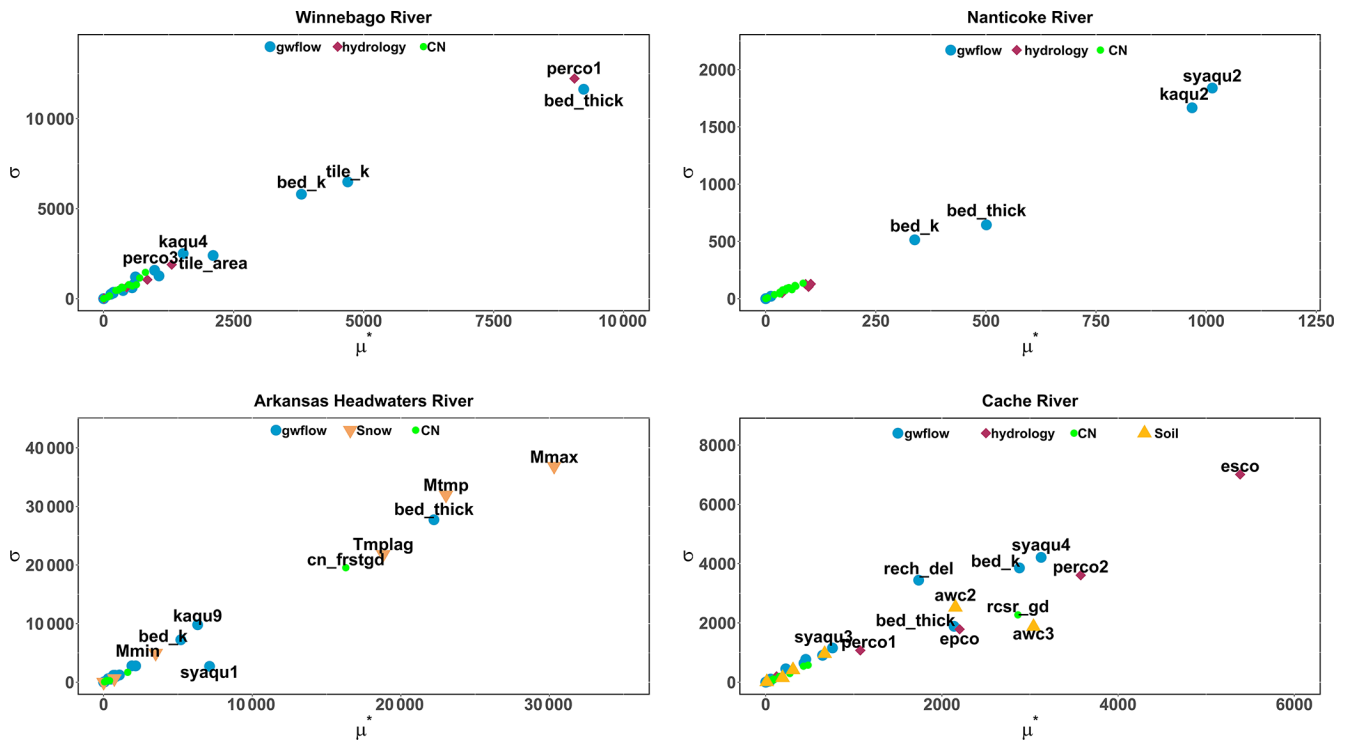 Winnebago River
gwflow hydrology CN
perco1
bed_thick
10 000
σ
tile_k
bed_k
5000
kaqu4
perco3
tile_area
0
0 2500 5000 7500 10 000
μ*
Nanticoke River
gwflow hydrology CN
2000
syaqu2
kaqu2
1500
σ
1000
bed_thick
bed_k
500
0
0 250 500 750 1000 1250
μ*
Arkansas Headwaters River
gwflow Snow CN
40 000
Mmax
Mtmp
30 000
bed_thick
σ
Tmplag
cn_frstgd
20 000
kaqu9
10 000
bed_k
Mmin
syaqu1
0
0 10 000 20 000 30 000
μ*
Cache River
gwflow hydrology CN Soil
8000
esco
6000
σ
syaqu4
bed_k
4000
rech_del
perco2
awc2
rcsr_gd
bed_thick
2000
awc3
syaqu3
epco
perco1
0
0 2000 4000 6000
μ*